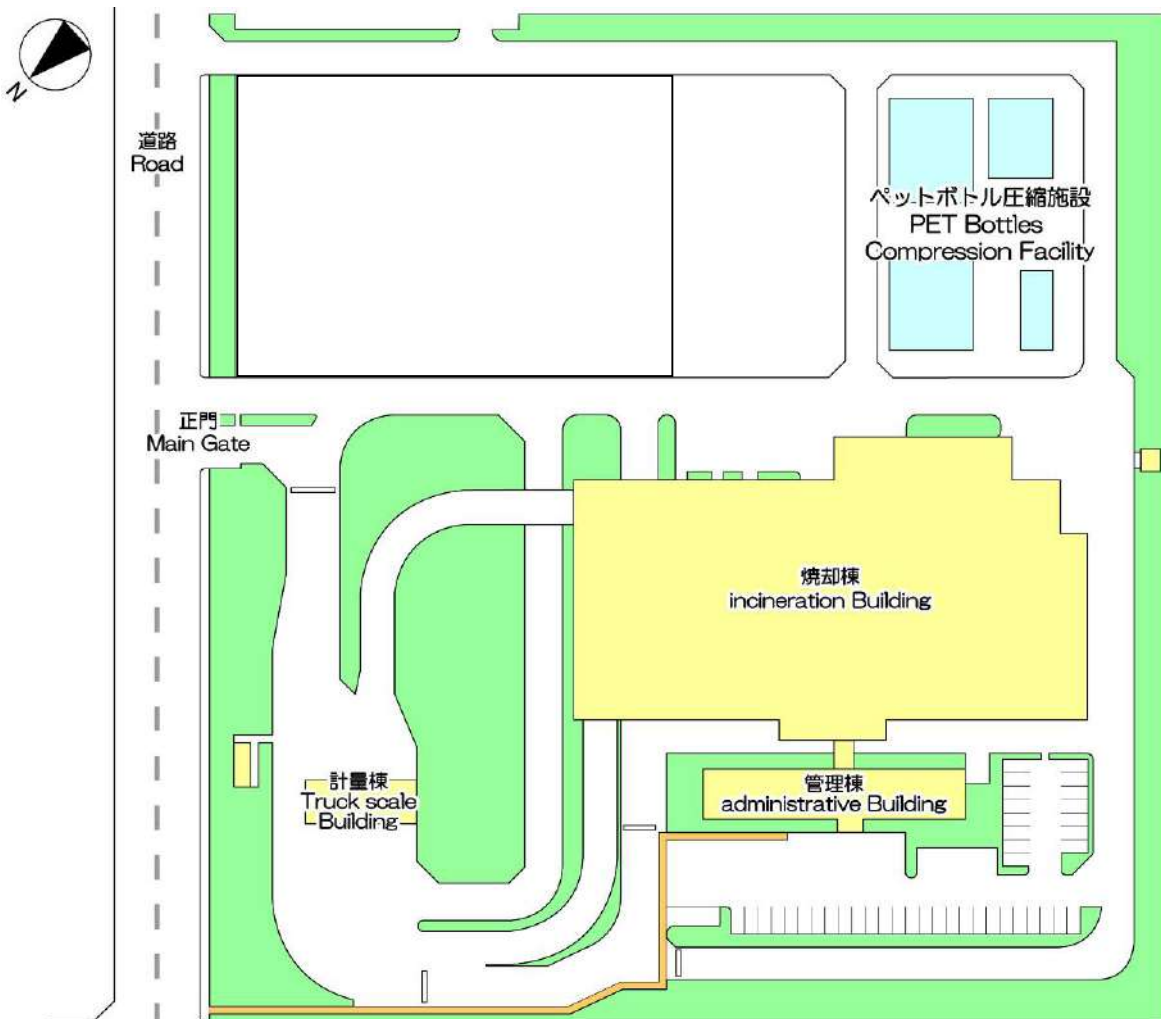 N
道路
Road
ペットボトル圧縮施設
PET Bottles
Compression Facility
正門
Main Gate
焼却棟
incineration Building
計量棟
Truck scale
Building
管理棟
administrative Building